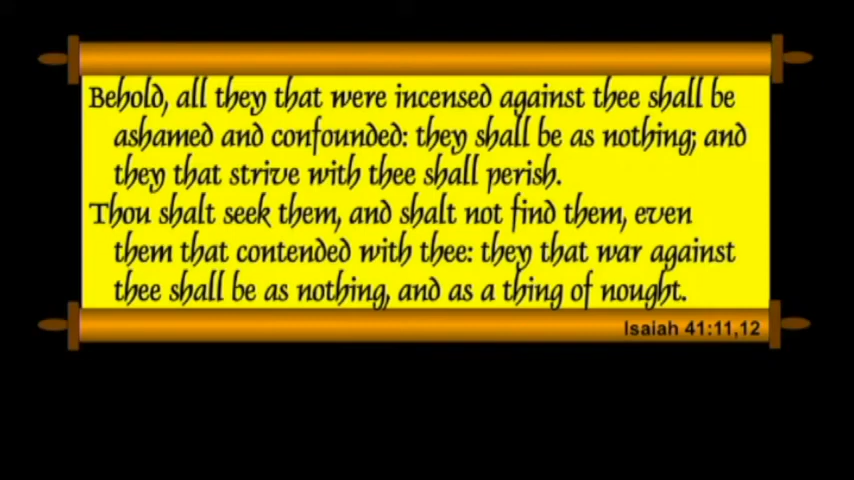 Behold, all they that were incensed against thee shall be
ashamed and confounded: they shall be as nothing; and
they that strive with thee shall perish.
Thou shalt seek them, and shalt not find them, even
them that contended with thee: they that war against
thee shall be as nothing, and as a thing of nought.
Isaiah 41:11,12